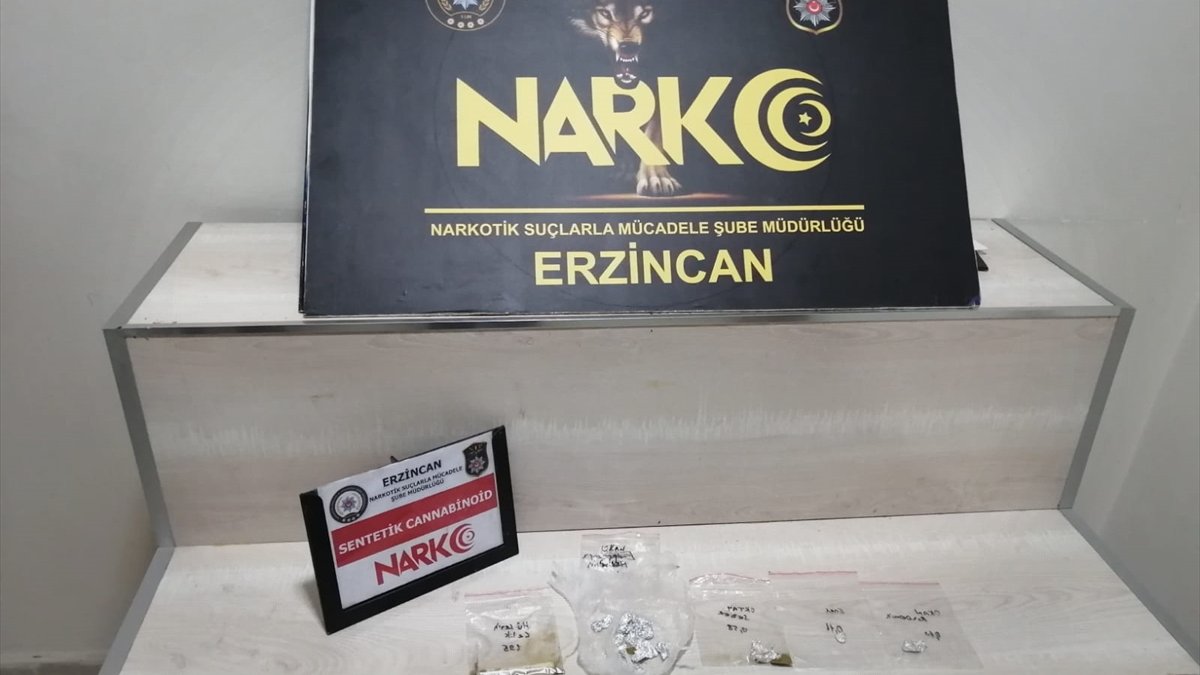 NARKO
NARKOTİK SUÇLARLA MÜCADELE ŞUBE MÜDÜRLÜĞÜ
ERZİNCAN
ERZİNCAN
NARKOTİK SUÇLARLA MÜCADELE
ŞUBE MÜDÜRLÜĞÜ
SENTETİK CANNABİNOİD
NARKO